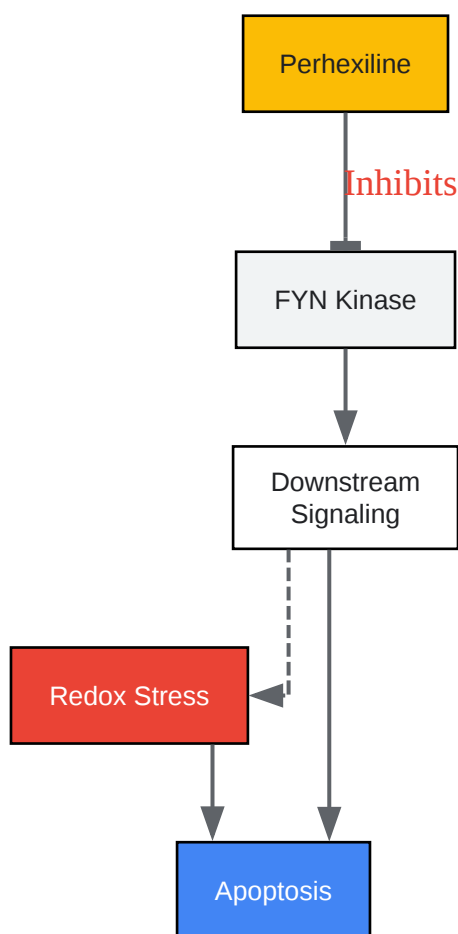 Perhexiline
Inhibits
FYN Kinase
Downstream
Signaling
Redox Stress
Apoptosis